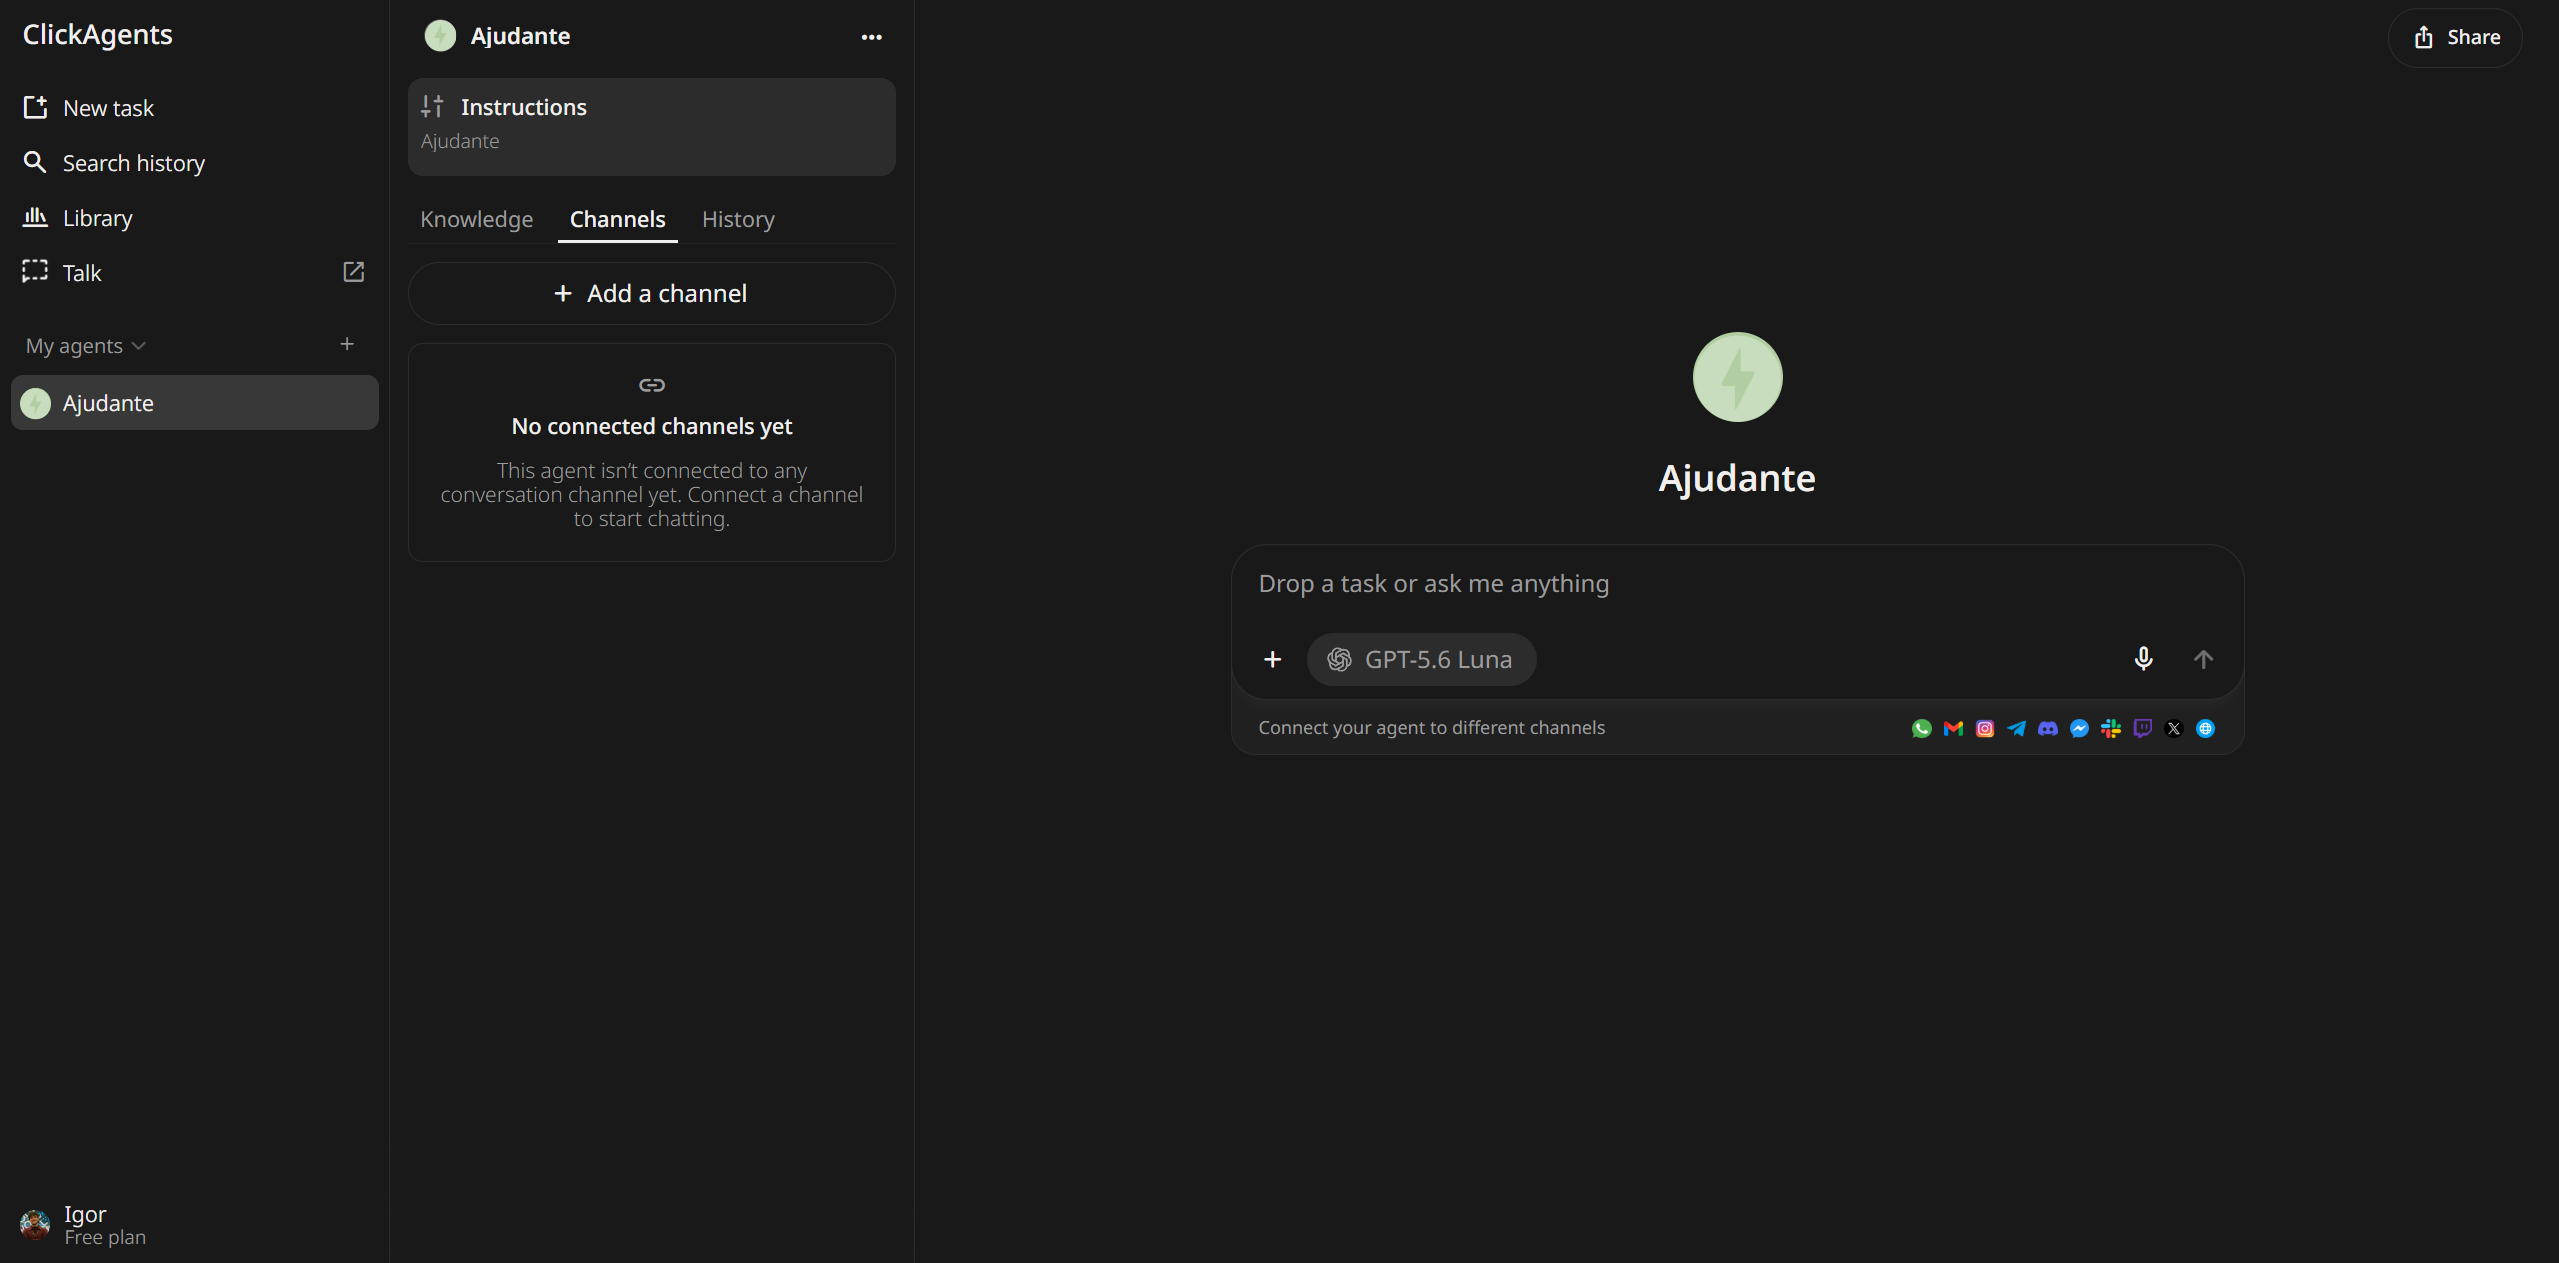 ClickAgents
New task
Search history
Library
Talk
My agents
Ajudante
Igor
Free plan
Ajudante
Instructions
Ajudante
Knowledge
Channels
History
Add a channel
No connected channels yet
This agent isn't connected to any
conversation channel yet. Connect a channel
to start chatting.
Share
Ajudante
Drop a task or ask me anything
GPT-5.6 Luna
Connect your agent to different channels